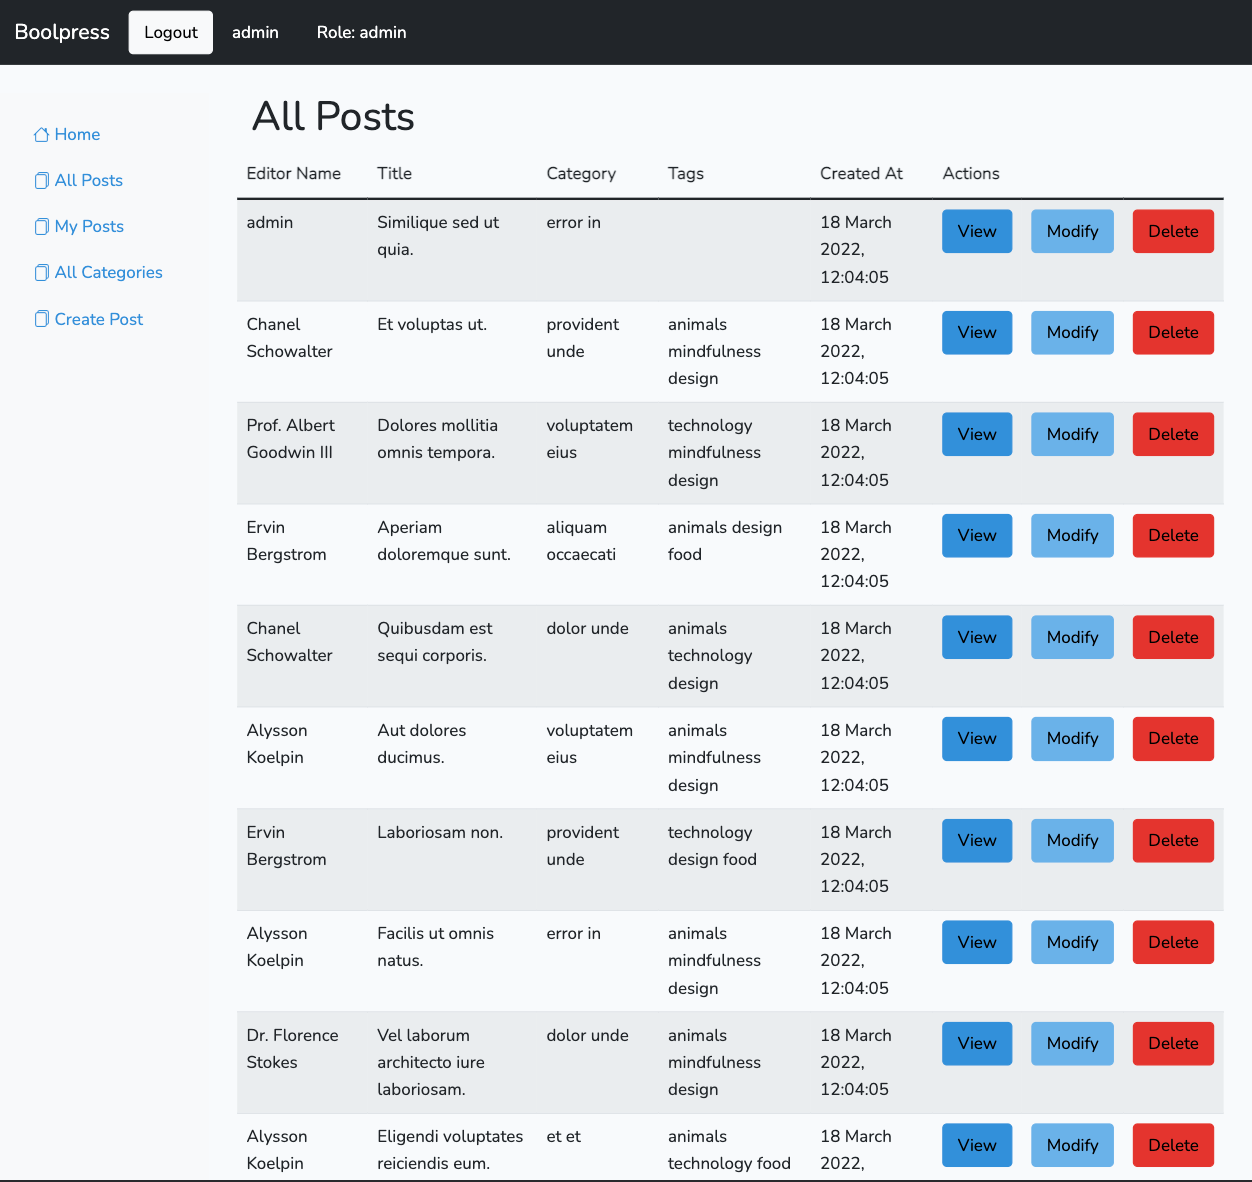 Boolpress Logout admin Role: admin
Home
All Posts
My Posts
All Categories
Create Post
All Posts
Editor Name Title Category Tags Created At Actions
admin Similique sed ut error in 18 March View Modify Delete
quia. 2022,
12:04:05
Chanel Et voluptas ut. provident animals 18 March View Modify Delete
Schowalter unde mindfulness 2022,
design 12:04:05
Prof. Albert Dolores mollitia voluptatem technology 18 March View Modify Delete
Goodwin III omnis tempora. eius mindfulness 2022,
design 12:04:05
Ervin Aperiam aliquam animals design 18 March View Modify Delete
Bergstrom doloremque sunt. occaecati food 2022,
12:04:05
Chanel Quibusdam est dolor unde animals 18 March View Modify Delete
Schowalter sequi corporis. technology 2022,
design 12:04:05
Alysson Aut dolores voluptatem animals 18 March View Modify Delete
Koelpin ducimus. eius mindfulness 2022,
design 12:04:05
Ervin Laboriosam non. provident technology 18 March View Modify Delete
Bergstrom unde design food 2022,
12:04:05
Alysson Facilis ut omnis error in animals 18 March View Modify Delete
Koelpin natus. mindfulness 2022,
design 12:04:05
Dr. Florence Vel laborum dolor unde animals 18 March View Modify Delete
Stokes architecto iure mindfulness 2022,
laboriosam. design 12:04:05
Alysson Eligendi voluptates et et animals 18 March View Modify Delete
Koelpin reiciendis eum. technology food 2022,